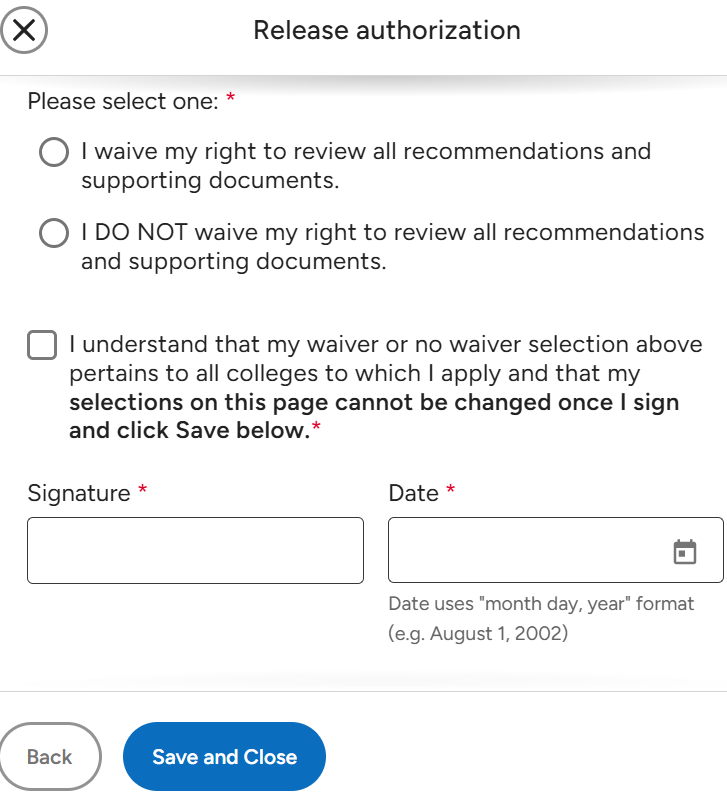 Release authorization
Please select one: *
I waive my right to review all recommendations and
supporting documents.
I DO NOT waive my right to review all recommendations
and supporting documents.
I understand that my waiver or no waiver selection above
pertains to all colleges to which I apply and that my
selections on this page cannot be changed once I sign
and click Save below.*
Signature *
Date *
Date uses "month day, year" format
(e.g. August 1, 2002)
Back
Save and Close